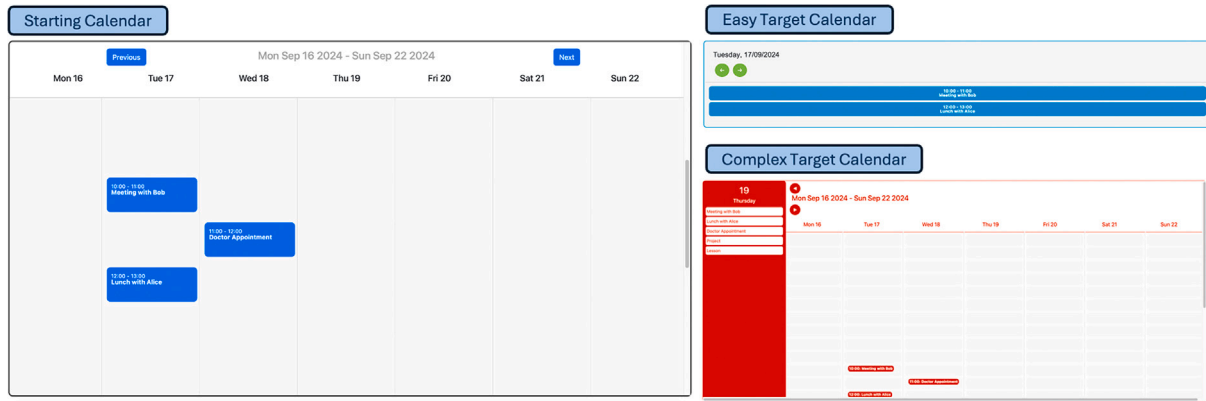 Starting Calendar
Previous
Mon Sep 16 2024 - Sun Sep 22 2024
Next
Mon 16 Tue 17 Wed 18 Thu 19 Fri 20 Sat 21 Sun 22
10:00 - 11:00
Meeting with Bob
11:00 - 12:00
Doctor Appointment
12:00 - 13:00
Lunch with Alice
Easy Target Calendar
Tuesday, 17/09/2024
10:00 - 11:00
Meeting with Bob
12:00 - 13:00
Lunch with Alice
Complex Target Calendar
19
Thursday
Meeting with Bob
Lunch with Alice
Doctor Appointment
Project
Lesson
Mon Sep 16 2024 - Sun Sep 22 2024
Mon 16 Tue 17 Wed 18 Thu 19 Fri 20 Sat 21 Sun 22
10:00: Meeting with Bob
11:00: Doctor Appointment
12:00: Lunch with Alice